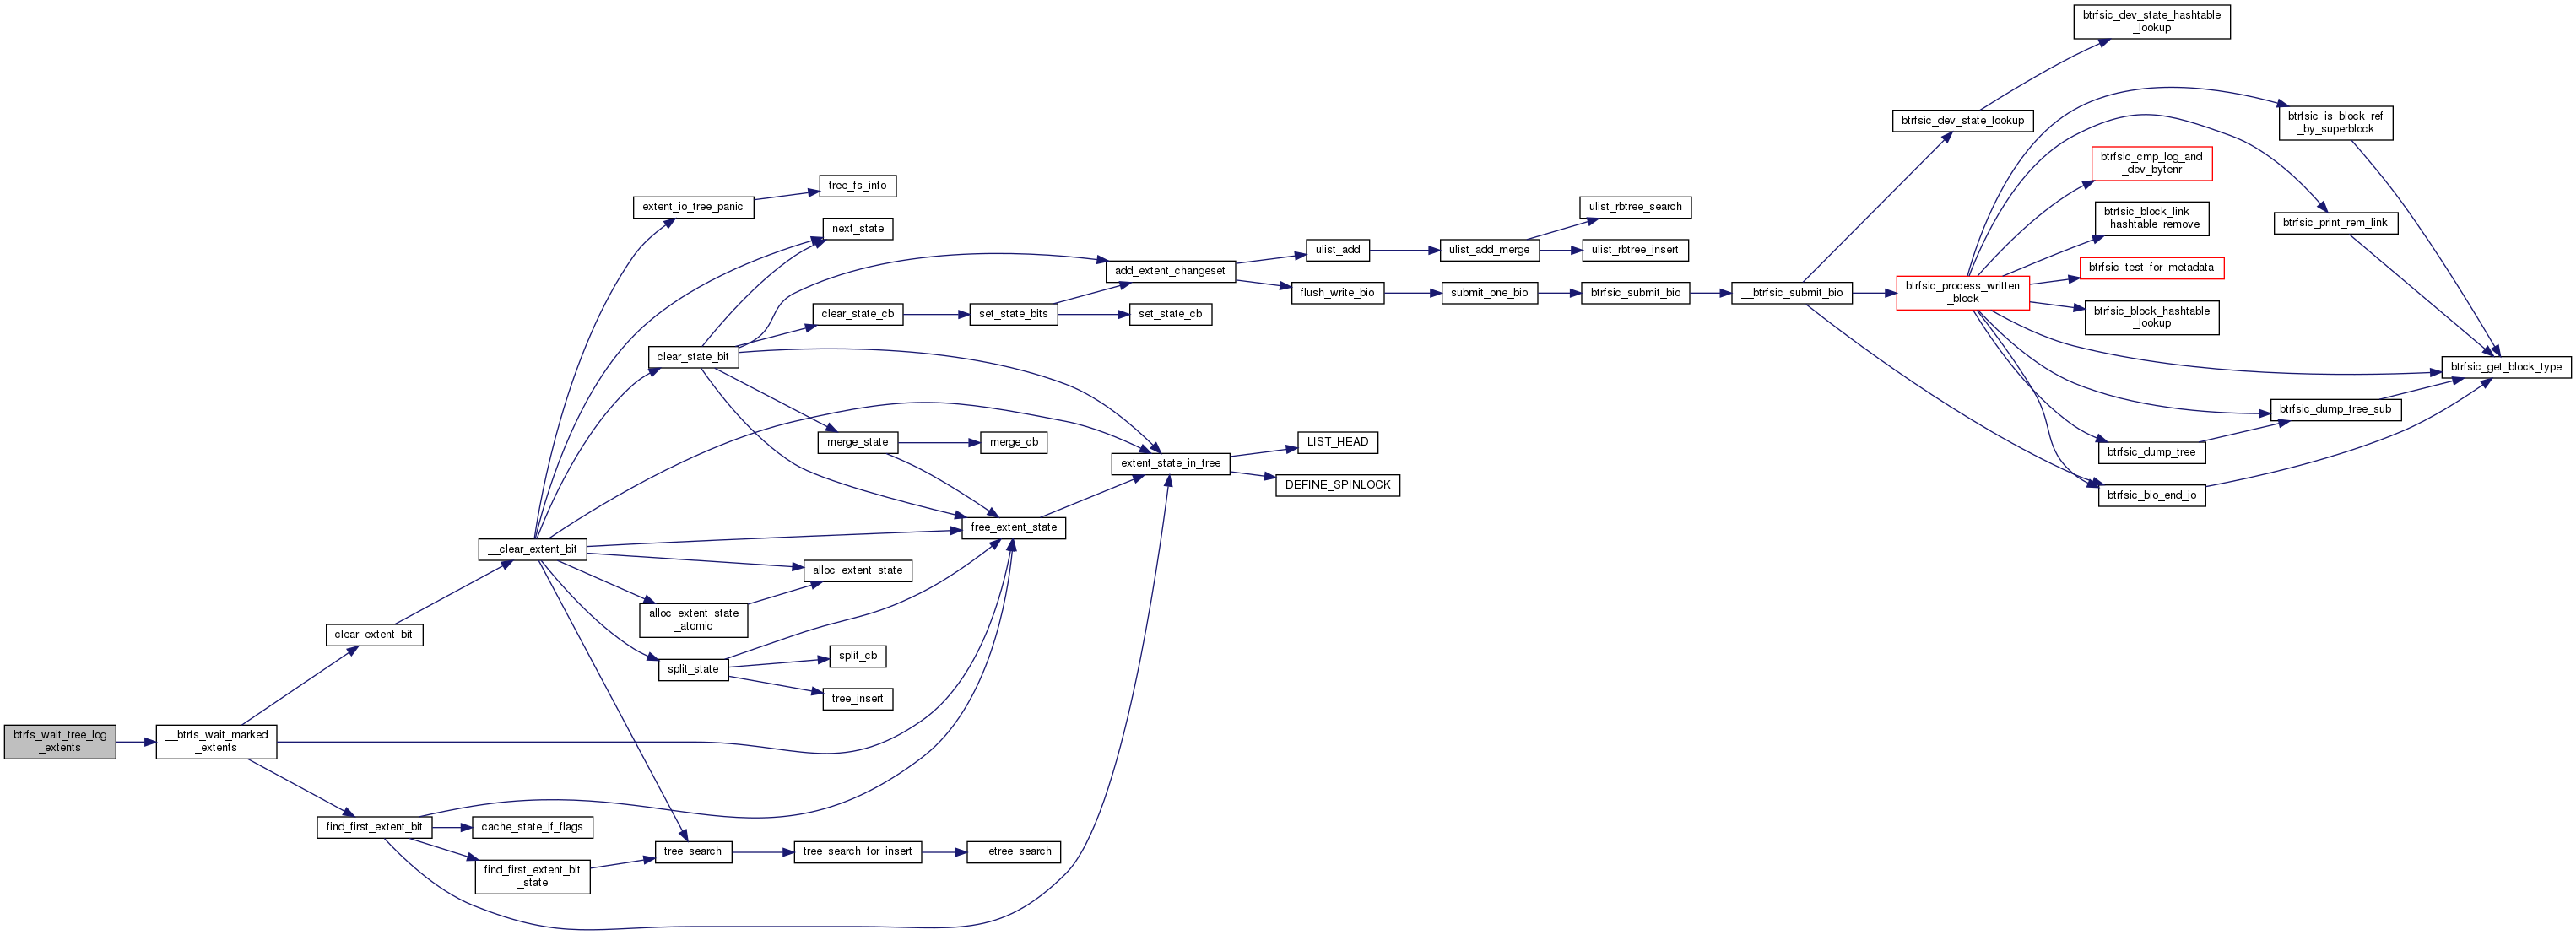 btrfs_wait_tree_log
_extents
__btrfs_wait_marked
_extents
clear_extent_bit
__clear_extent_bit
extent_io_tree_panic
tree_fs_info
next_state
clear_state_bit
clear_state_cb
set_state_bits
add_extent_changeset
set_state_cb
ulist_add
flush_write_bio
ulist_add_merge
ulist_rbtree_search
ulist_rbtree_insert
submit_one_bio
btrfsic_submit_bio
__btrfsic_submit_bio
btrfsic_dev_state_lookup
btrfsic_dev_state_hashtable
_lookup
btrfsic_process_written
_block
btrfsic_is_block_ref
_by_superblock
btrfsic_cmp_log_and
_dev_bytenr
btrfsic_block_link
_hashtable_remove
btrfsic_print_rem_link
btrfsic_test_for_metadata
btrfsic_block_hashtable
_lookup
btrfsic_get_block_type
btrfsic_dump_tree_sub
btrfsic_dump_tree
btrfsic_bio_end_io
merge_state
merge_cb
extent_state_in_tree
LIST_HEAD
DEFINE_SPINLOCK
free_extent_state
alloc_extent_state
alloc_extent_state
_atomic
split_state
split_cb
tree_insert
find_first_extent_bit
cache_state_if_flags
find_first_extent_bit
_state
tree_search
tree_search_for_insert
__etree_search